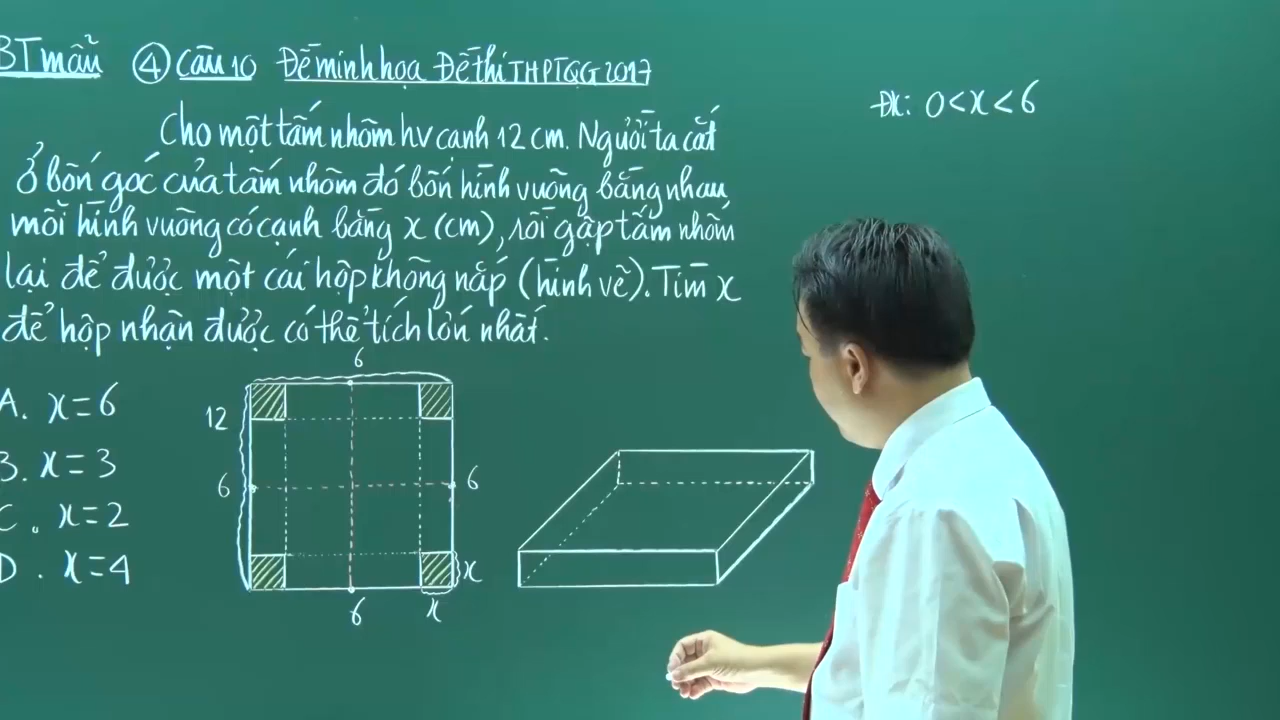 BT mẫu ④ Câu 10 Đề minh họa Đề thi THPTQG 2017
Cho một tấm nhôm hv cạnh 12 cm. Người ta cắt
ở bốn góc của tấm nhôm đó bốn hình vuông bằng nhau
mỗi hình vuông có cạnh bằng x (cm), rồi gập tấm nhôm
lại để được một cái hộp không nắp (hình vẽ). Tìm x
để hộp nhận được có thể tích lớn nhất.
A. x=6
B. x=3
C. x=2
D. x=4
6
12
6
6
x
6
x
ĐK: 0<x<6